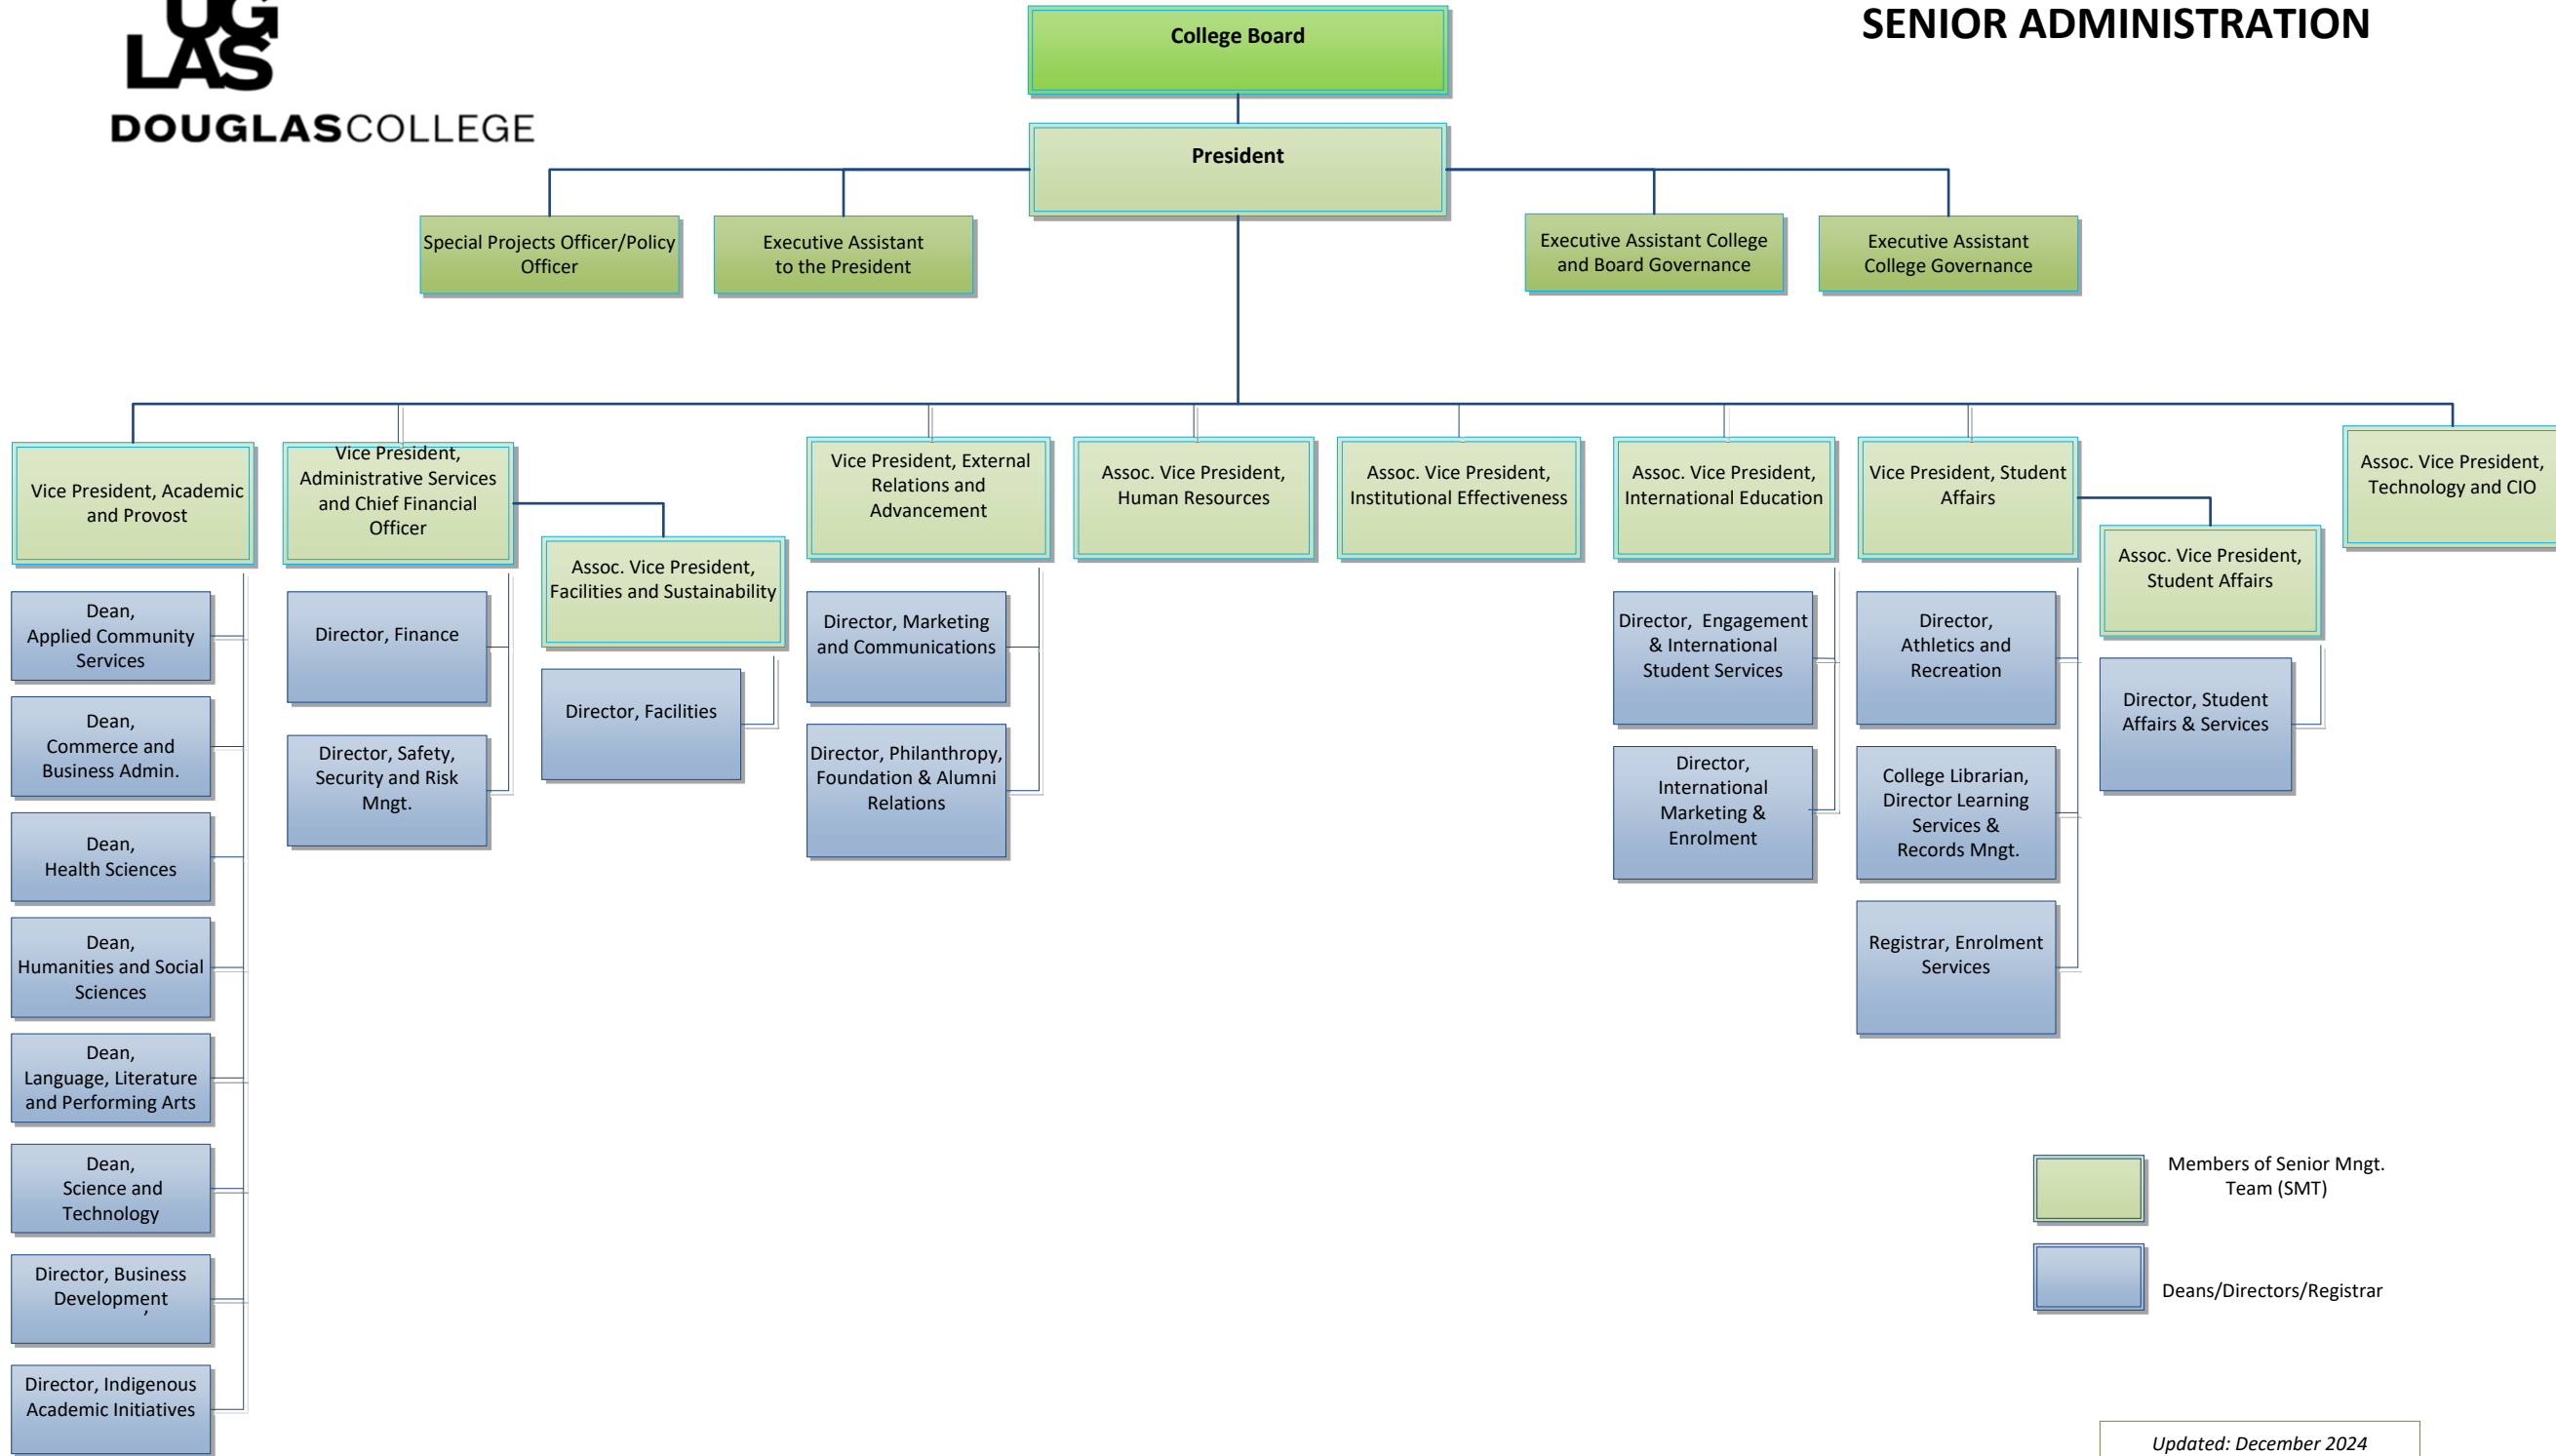 UG
LAS
DOUGLASCOLLEGE
SENIOR ADMINISTRATION
College Board
President
Special Projects Officer/Policy
Officer
Executive Assistant
to the President
Executive Assistant College
and Board Governance
Executive Assistant
College Governance
Vice President, Academic
and Provost
Vice President,
Administrative Services
and Chief Financial
Officer
Assoc. Vice President,
Facilities and Sustainability
Vice President, External
Relations and
Advancement
Assoc. Vice President,
Human Resources
Assoc. Vice President,
Institutional Effectiveness
Assoc. Vice President,
International Education
Vice President, Student
Affairs
Assoc. Vice President,
Student Affairs
Assoc. Vice President,
Technology and CIO
Dean,
Applied Community
Services
Dean,
Commerce and
Business Admin.
Dean,
Health Sciences
Dean,
Humanities and Social
Sciences
Dean,
Language, Literature
and Performing Arts
Dean,
Science and
Technology
Director, Business
Development
,
Director, Indigenous
Academic Initiatives
Director, Finance
Director, Safety,
Security and Risk
Mngt.
Director, Facilities
Director, Marketing
and Communications
Director, Philanthropy,
Foundation & Alumni
Relations
Director,  Engagement
& International
Student Services
Director,
International
Marketing &
Enrolment
Director,
Athletics and
Recreation
College Librarian,
Director Learning
Services &
Records Mngt.
Registrar, Enrolment
Services
Director, Student
Affairs & Services
Members of Senior Mngt.
Team (SMT)
Deans/Directors/Registrar
Updated: December 2024